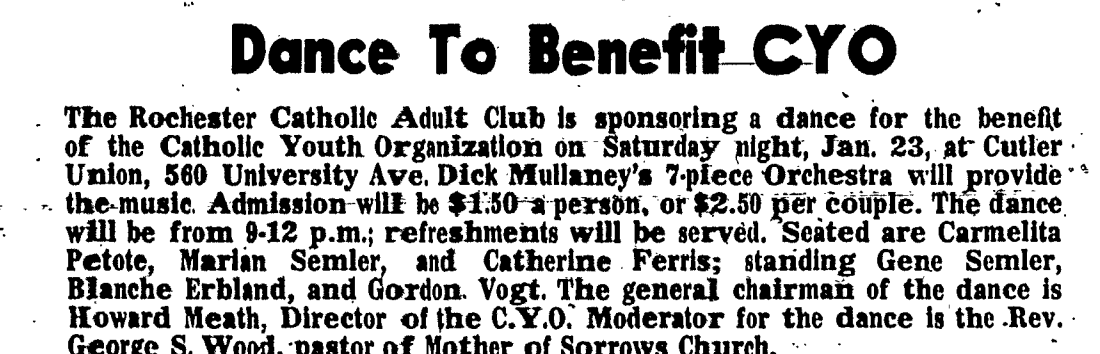 Dance To Benefit CYO
The Rochester Catholic Adult Club is sponsoring a dance for the benefit
of the Catholic Youth Organization on Saturday night, Jan. 23, at Cutler
Union, 560 University Ave. Dick Mullaney's 7-piece Orchestra will provide
the music. Admission will be $1.50 a person, or $2.50 per couple. The dance
will be from 9-12 p.m.; refreshments will be served. Seated are Carmelita
Petote, Marian Semler, and Catherine Ferris; standing Gene Semler,
Blanche Erbland, and Gordon. Vogt. The general chairman of the dance is
Howard Meath, Director of the C.Y.O. Moderator for the dance is the Rev.
George S. Wood, pastor of Mother of Sorrows Church.